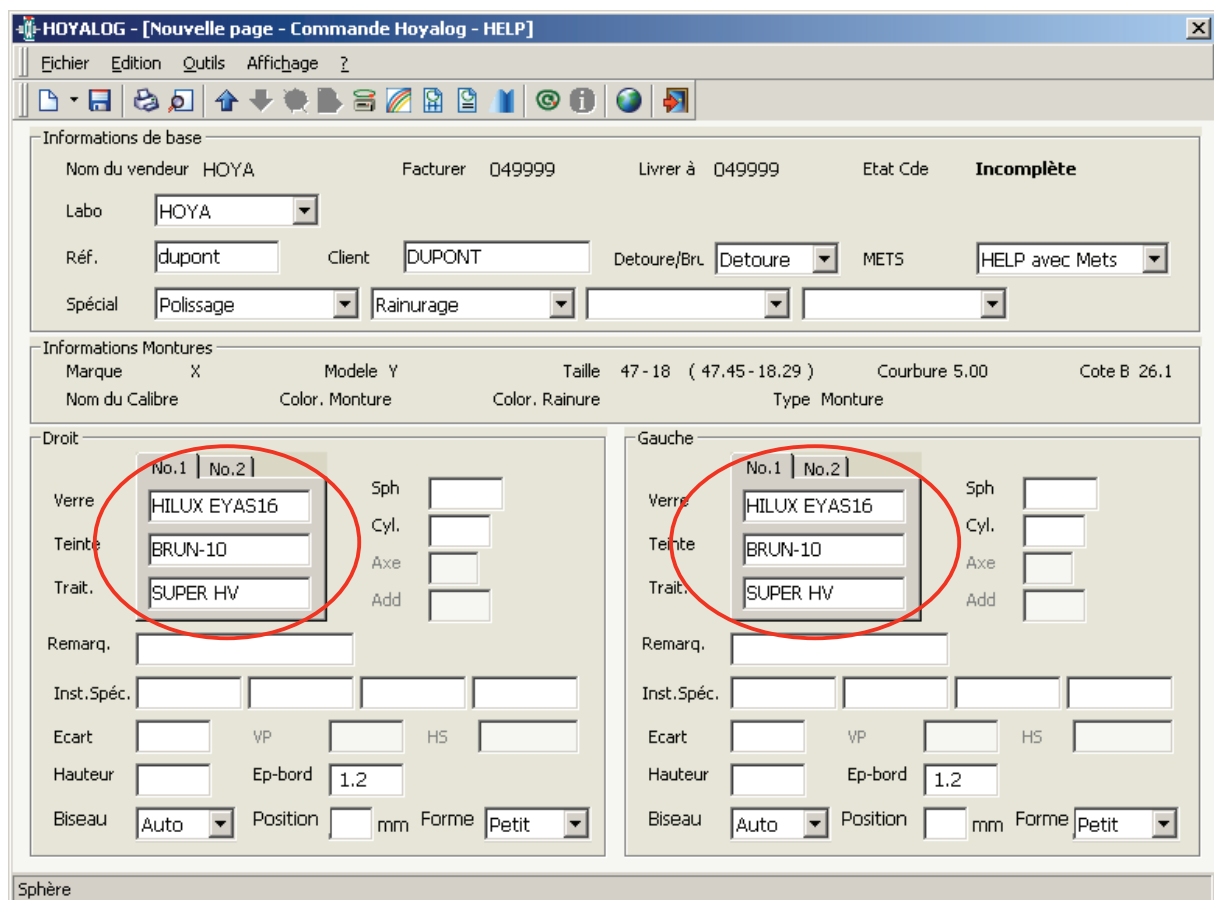 HOYALOG - [Nouvelle page - Commande Hoyalog - HELP]
Fichier Edition Outils Affichage ?
Informations de base
Nom du vendeur HOYA Facturer 049999 Livrer à 049999 Etat Cde Incomplète
Labo HOYA
Réf. dupont Client DUPONT Detoure/Bru Detoure METS HELP avec Mets
Spécial Polissage Rainurage
Informations Montures
Marque X Modele Y Taille 47-18 ( 47.45-18.29 ) Courbure 5.00 Cote B 26.1
Nom du Calibre Color. Monture Color. Rainure Type Monture
Droit
No.1 No.2
Verre HILUX EYAS16 Sph
Teinte BRUN-10 Cyl.
Axe
Trait. SUPER HV Add
Remarq.
Inst.Spéc.
Ecart VP HS
Hauteur Ep-bord 1.2
Biseau Auto Position mm Forme Petit
Gauche
No.1 No.2
Verre HILUX EYAS16 Sph
Teinte BRUN-10 Cyl.
Axe
Trait. SUPER HV Add
Remarq.
Inst.Spéc.
Ecart VP HS
Hauteur Ep-bord 1.2
Biseau Auto Position mm Forme Petit
Sphère